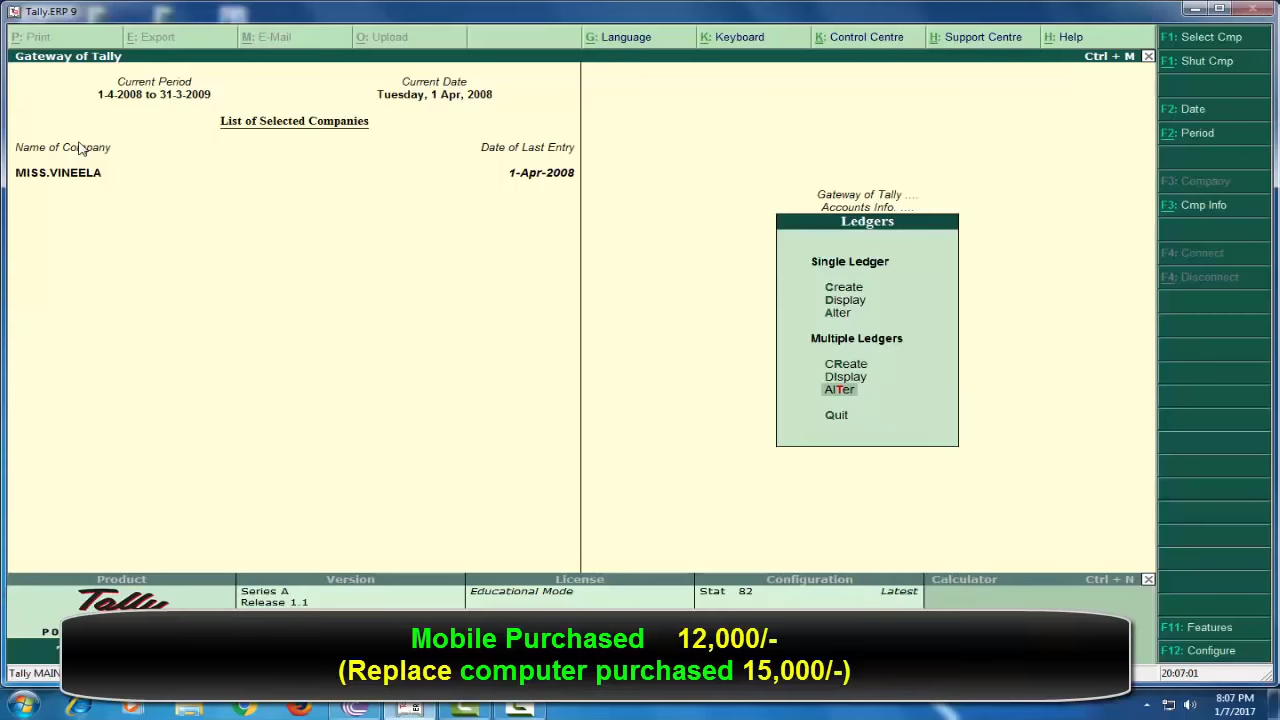 Tally.ERP 9
P: Print
E: Export
M: E-Mail
O: Upload
G: Language
K: Keyboard
K: Control Centre
H: Support Centre
H: Help
F1: Select Cmp
Gateway of Tally
Ctrl + M
F1: Shut Cmp
Current Period
1-4-2008 to 31-3-2009
Current Date
Tuesday, 1 Apr, 2008
F2: Date
List of Selected Companies
F2: Period
Name of Company
Date of Last Entry
MISS.VINEELA
1-Apr-2008
F3: Company
F3: Cmp Info
Gateway of Tally ....
Accounts Info. ....
Ledgers
Single Ledger
Create
Display
Alter
Multiple Ledgers
CReate
DIsplay
AlTer
Quit
F4: Connect
F4: Disconnect
Product
Version
License
Configuration
Calculator
Ctrl + N
Tally
Series A
Release 1.1
Educational Mode
Stat 82
Latest
F11: Features
F12: Configure
Mobile Purchased 12,000/-
(Replace computer purchased 15,000/-)
Tally MAIN
20:07:01
8:07 PM
1/7/2017